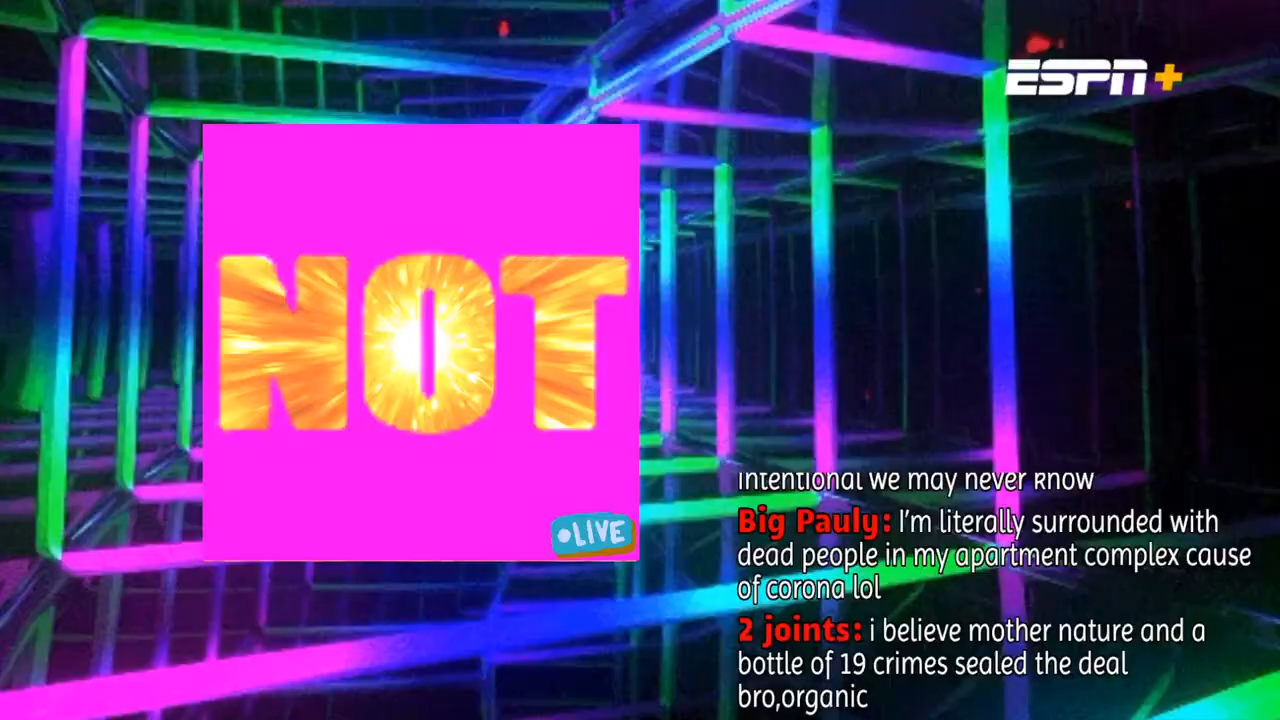 ESPN+
NOT
LIVE
intentional we may never know
Big Pauly: I'm literally surrounded with
dead people in my apartment complex cause
of corona lol
2 joints: i believe mother nature and a
bottle of 19 crimes sealed the deal
bro,organic